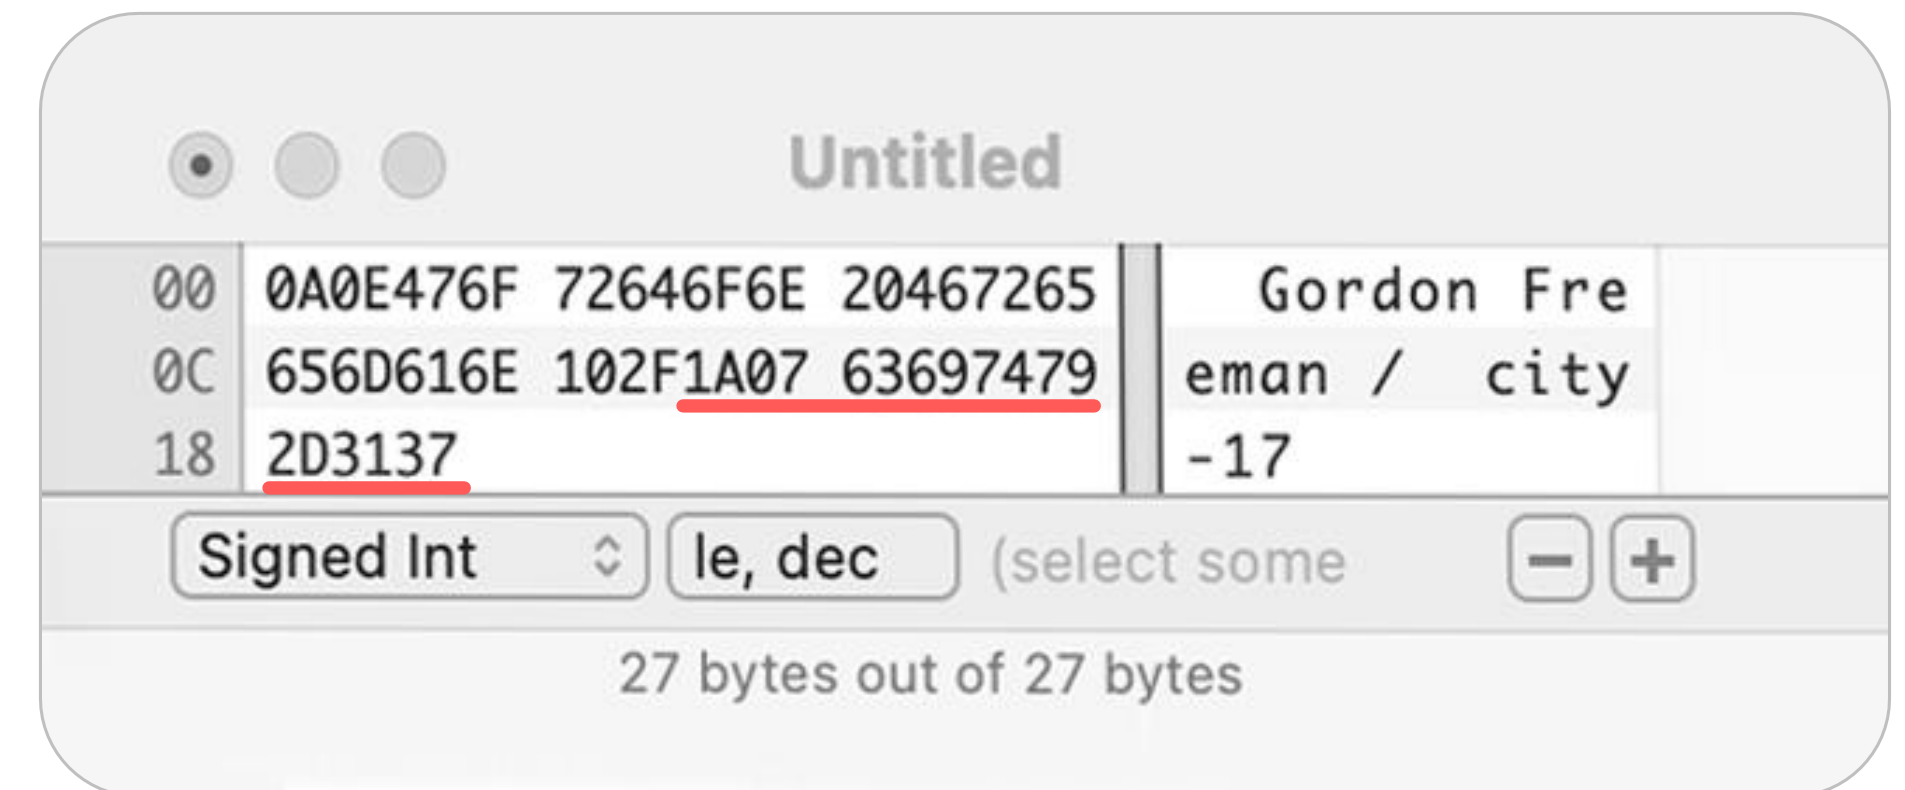 Untitled
00 0A0E476F 72646F6E 20467265 Gordon Fre
0C 656D616E 102F1A07 63697479 eman / city
18 2D3137 -17
Signed Int le, dec (select some
27 bytes out of 27 bytes